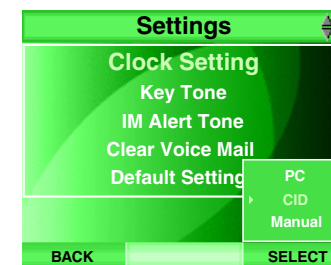 Settings
Clock Setting
Key Tone
IM Alert Tone
Clear Voice Mail
Default Setting
PC
CID
Manual
BACK
SELECT